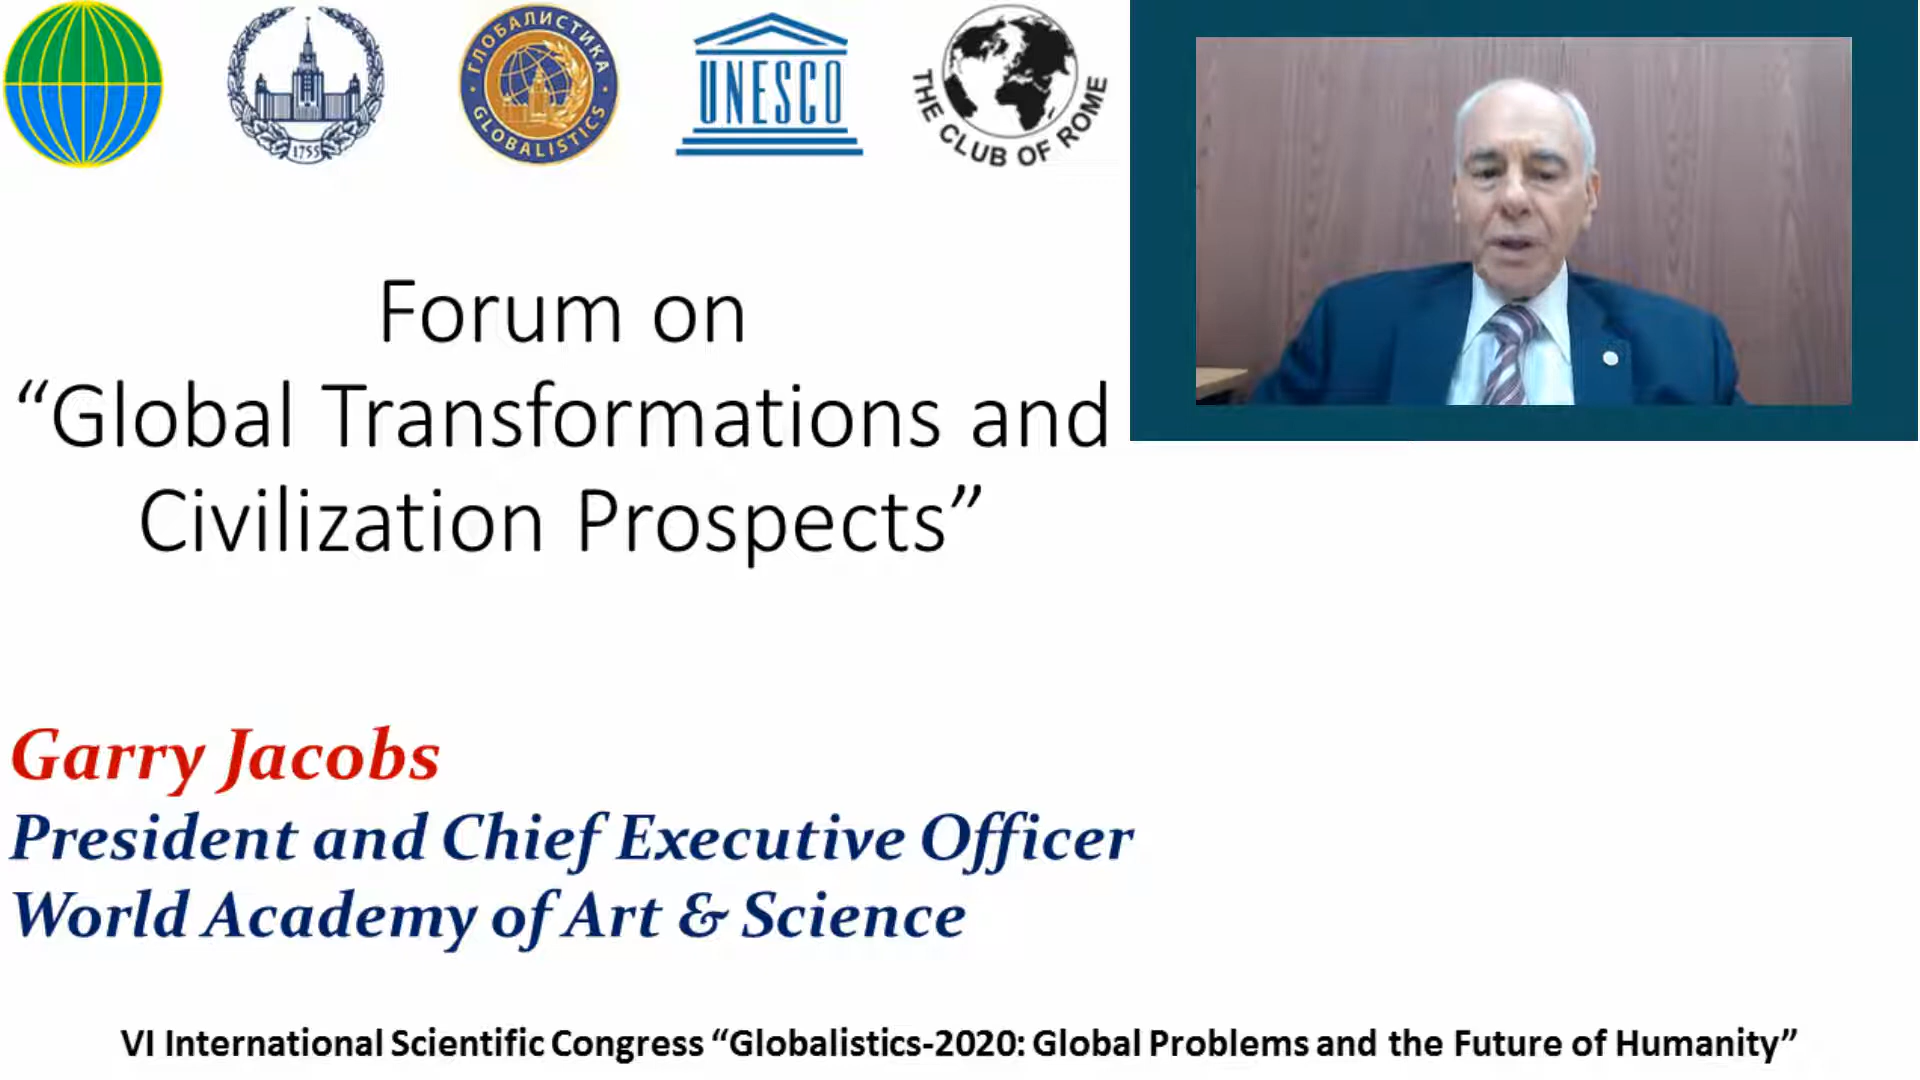 1755
ГЛОБАЛИСТИКА
GLOBALISTICS
UNESCO
THE CLUB OF ROME
Forum on
“Global Transformations and
Civilization Prospects”
Garry Jacobs
President and Chief Executive Officer
World Academy of Art & Science
VI International Scientific Congress “Globalistics-2020: Global Problems and the Future of Humanity”